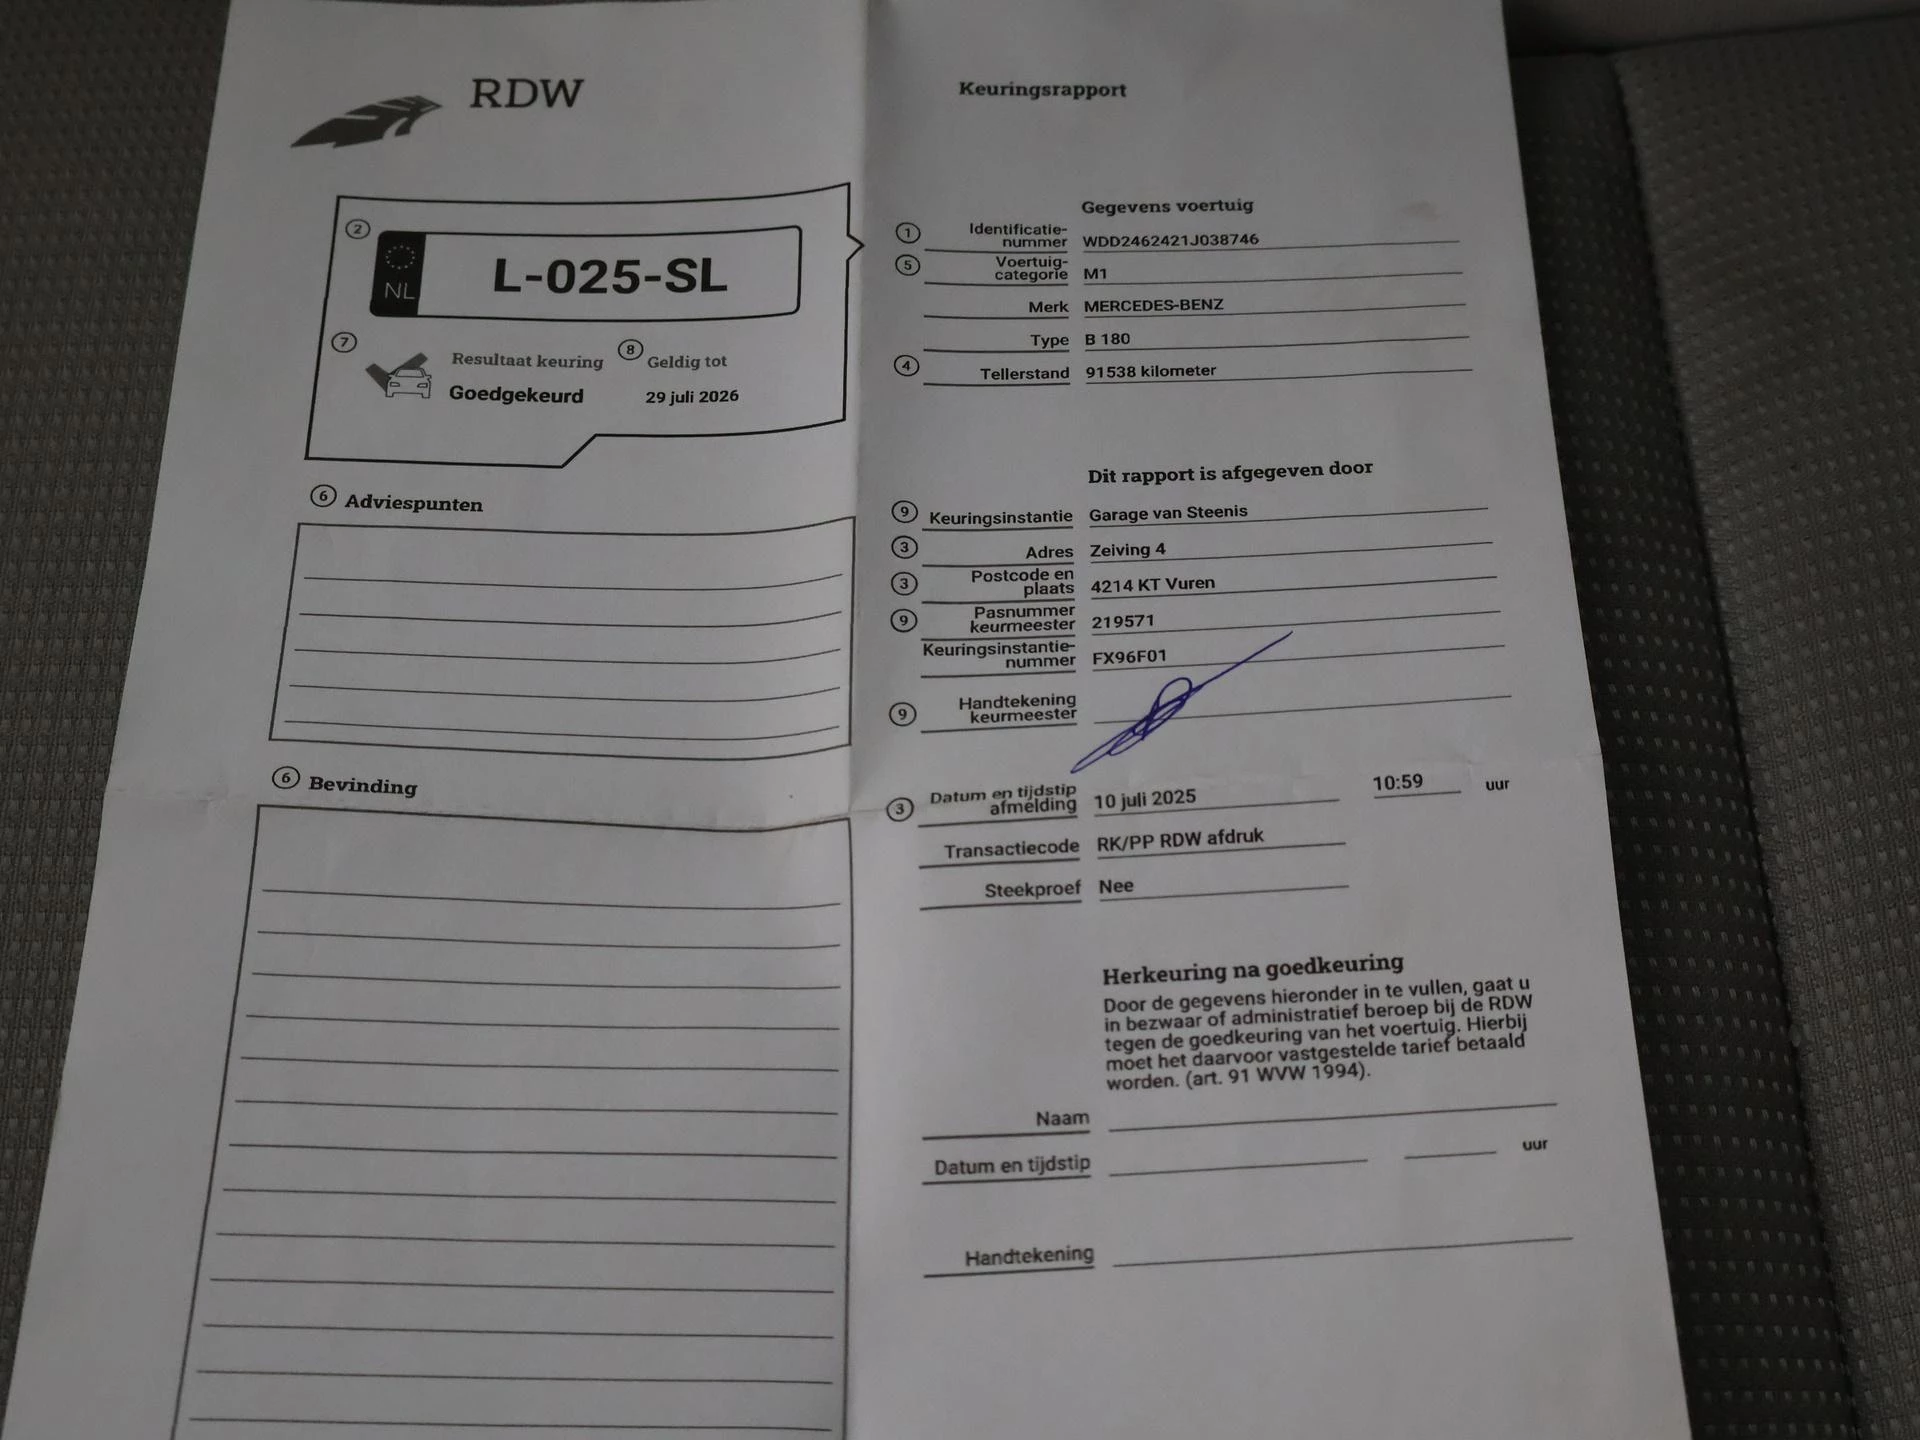 RDW
Keuringsrapport
2
NL
L-025-SL
7
Resultaat keuring
Goedgekeurd
8
Geldig tot
29 juli 2026
6 Adviespunten
6 Bevinding
Gegevens voertuig
1 Identificatie-
nummer WDD2462421J038746
5 Voertuig-
categorie M1
Merk MERCEDES-BENZ
Type B 180
4 Tellerstand 91538 kilometer
Dit rapport is afgegeven door
9 Keuringsinstantie Garage van Steenis
3 Adres Zeiving 4
3 Postcode en
plaats 4214 KT Vuren
9 Pasnummer
keurmeester 219571
Keuringsinstantie-
nummer FX96F01
9 Handtekening
keurmeester
3 Datum en tijdstip
afmelding 10 juli 2025 10:59 uur
Transactiecode RK/PP RDW afdruk
Steekproef Nee
Herkeuring na goedkeuring
Door de gegevens hieronder in te vullen, gaat u
in bezwaar of administratief beroep bij de RDW
tegen de goedkeuring van het voertuig. Hierbij
moet het daarvoor vastgestelde tarief betaald
worden. (art. 91 WVW 1994).
Naam
Datum en tijdstip uur
Handtekening